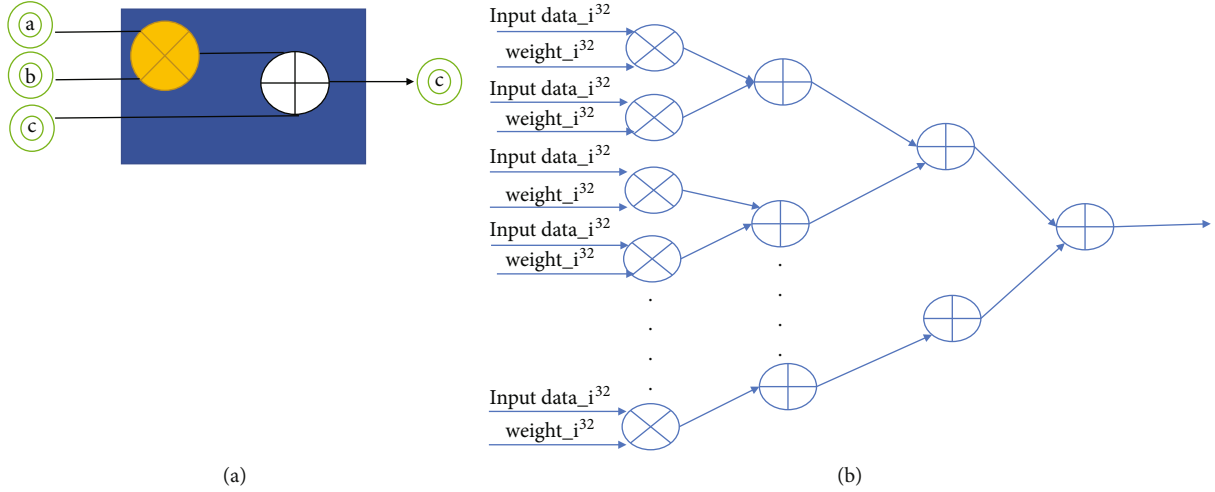 a
b
c
c
Input data_i³²
weight_i³²
Input data_i³²
weight_i³²
Input data_i³²
weight_i³²
Input data_i³²
weight_i³²
Input data_i³²
weight_i³²
(a)
(b)